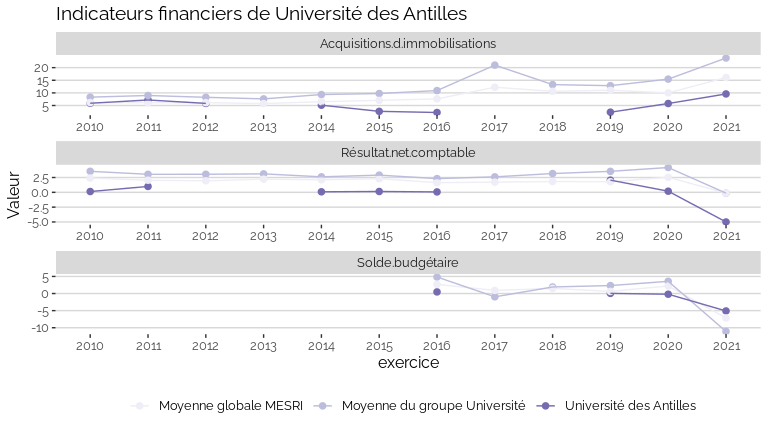 Indicateurs financiers de Université des Antilles
Acquisitions.d.immobilisations
20
15
10
5
2010 2011 2012 2013 2014 2015 2016 2017 2018 2019 2020 2021
Résultat.net.comptable
2.5
0.0
-2.5
-5.0
2010 2011 2012 2013 2014 2015 2016 2017 2018 2019 2020 2021
Solde.budgétaire
5
0
-5
-10
2010 2011 2012 2013 2014 2015 2016 2017 2018 2019 2020 2021
Valeur
exercice
Moyenne globale MESRI Moyenne du groupe Université Université des Antilles